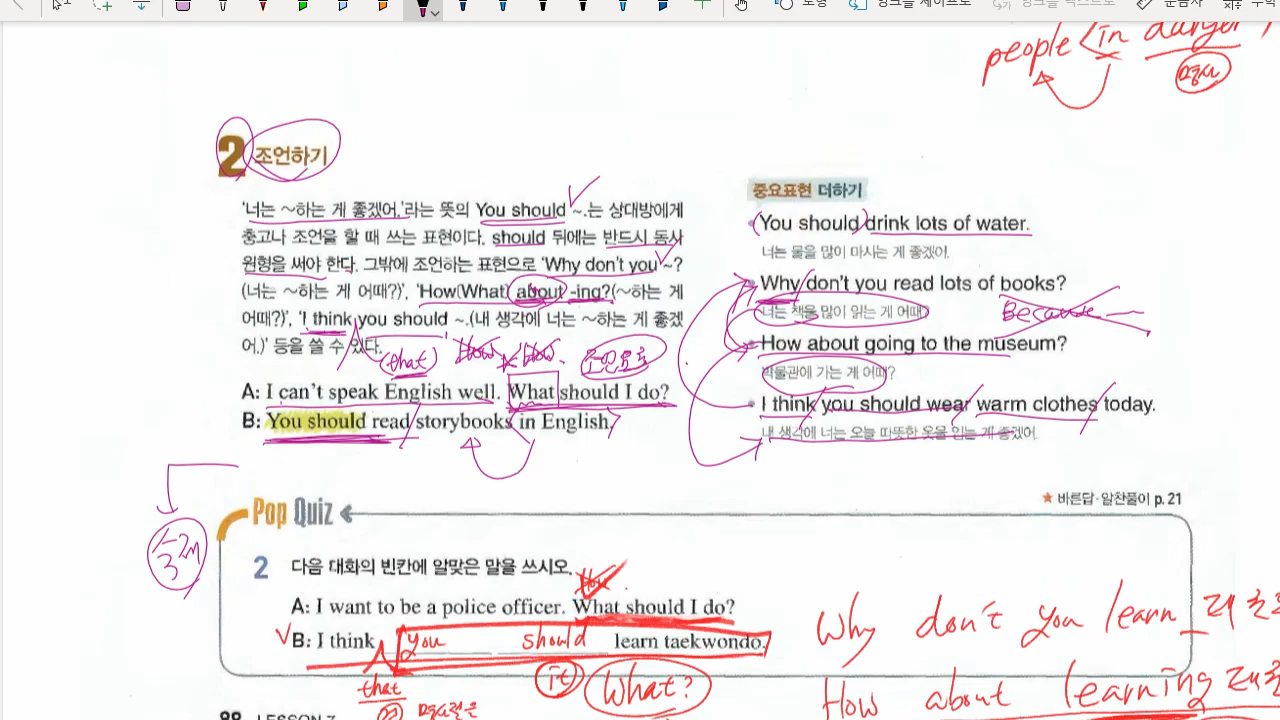 people (in danger)
명사
2 조언하기
'너는 ~하는 게 좋겠어.'라는 뜻의 You should ~.는 상대방에게
충고나 조언을 할 때 쓰는 표현이다. should 뒤에는 반드시 동사
원형을 써야 한다. 그밖에 조언하는 표현으로 'Why don't you ~?
(너는 ~하는 게 어때?)', 'How(What) about -ing?(~하는 게
어때?)', 'I think you should ~.(내 생각에 너는 ~하는 게 좋겠
어.)' 등을 쓸 수 있다.
(that)
A: I can't speak English well. What should I do?
B: You should read storybooks in English.
중요표현 더하기
You should drink lots of water.
너는 물을 많이 마시는 게 좋겠어.
Why don't you read lots of books?
너는 책을 많이 읽는 게 어때?
Because
How about going to the museum?
박물관에 가는 게 어때?
I think you should wear warm clothes today.
내 생각에 너는 오늘 따뜻한 옷을 입는 게 좋겠어.
숙제
Pop Quiz
★ 바른답·알찬풀이 p. 21
2 다음 대화의 빈칸에 알맞은 말을 쓰시오.
How
A: I want to be a police officer. What should I do?
B: I think you should learn taekwondo.
that
it
What?
Why don't you learn
How about learning
88 LESSON 7